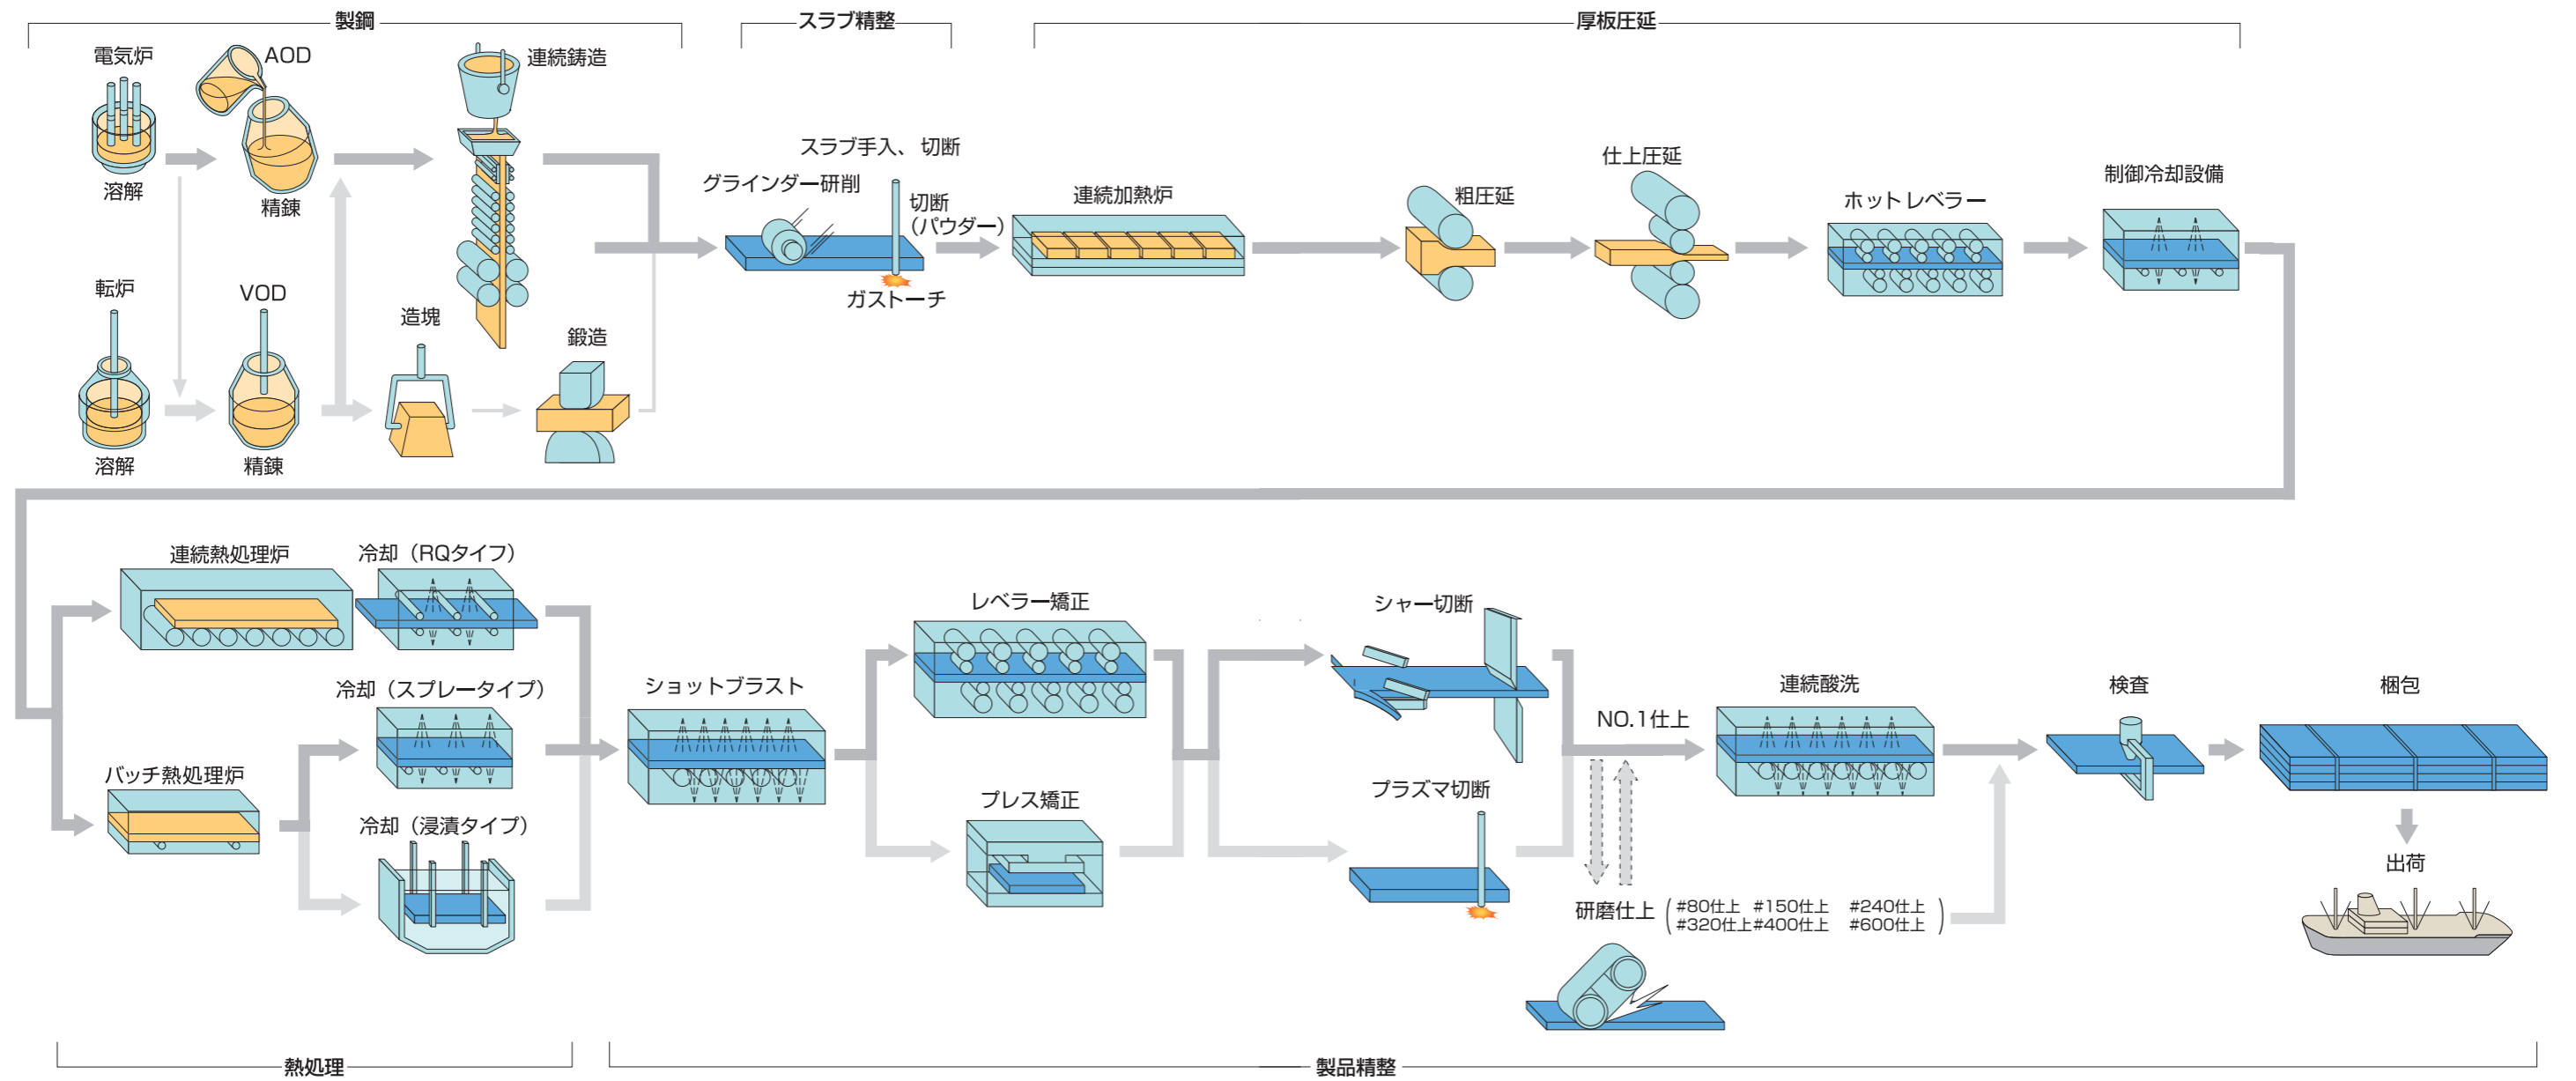 製鋼
スラブ精整
厚板圧延
電気炉
AOD
連続鋳造
溶解
精錬
スラブ手入、切断
グラインダー研削
切断
(パウダー)
ガストーチ
連続加熱炉
粗圧延
仕上圧延
ホットレベラー
制御冷却設備
転炉
VOD
造塊
鍛造
溶解
精錬
連続熱処理炉
冷却（RQタイフ）
冷却（スプレータイプ）
バッチ熱処理炉
冷却（浸漬タイプ）
ショットブラスト
レベラー矯正
プレス矯正
シャー切断
プラズマ切断
NO.1仕上
連続酸洗
検査
梱包
出荷
研磨仕上
#80仕上 #150仕上 #240仕上
#320仕上#400仕上 #600仕上
熱処理
製品精整